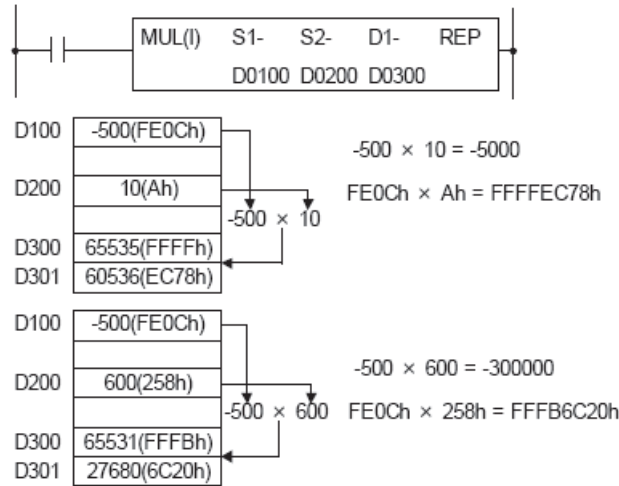 MUL(I) S1- S2- D1- REP
D0100 D0200 D0300
D100 -500(FE0Ch)
-500 × 10 = -5000
D200 10(Ah)
FE0Ch × Ah = FFFFEC78h
-500 × 10
D300 65535(FFFFh)
D301 60536(EC78h)
D100 -500(FE0Ch)
-500 × 600 = -300000
D200 600(258h)
-500 × 600 FE0Ch × 258h = FFFB6C20h
D300 65531(FFFBh)
D301 27680(6C20h)